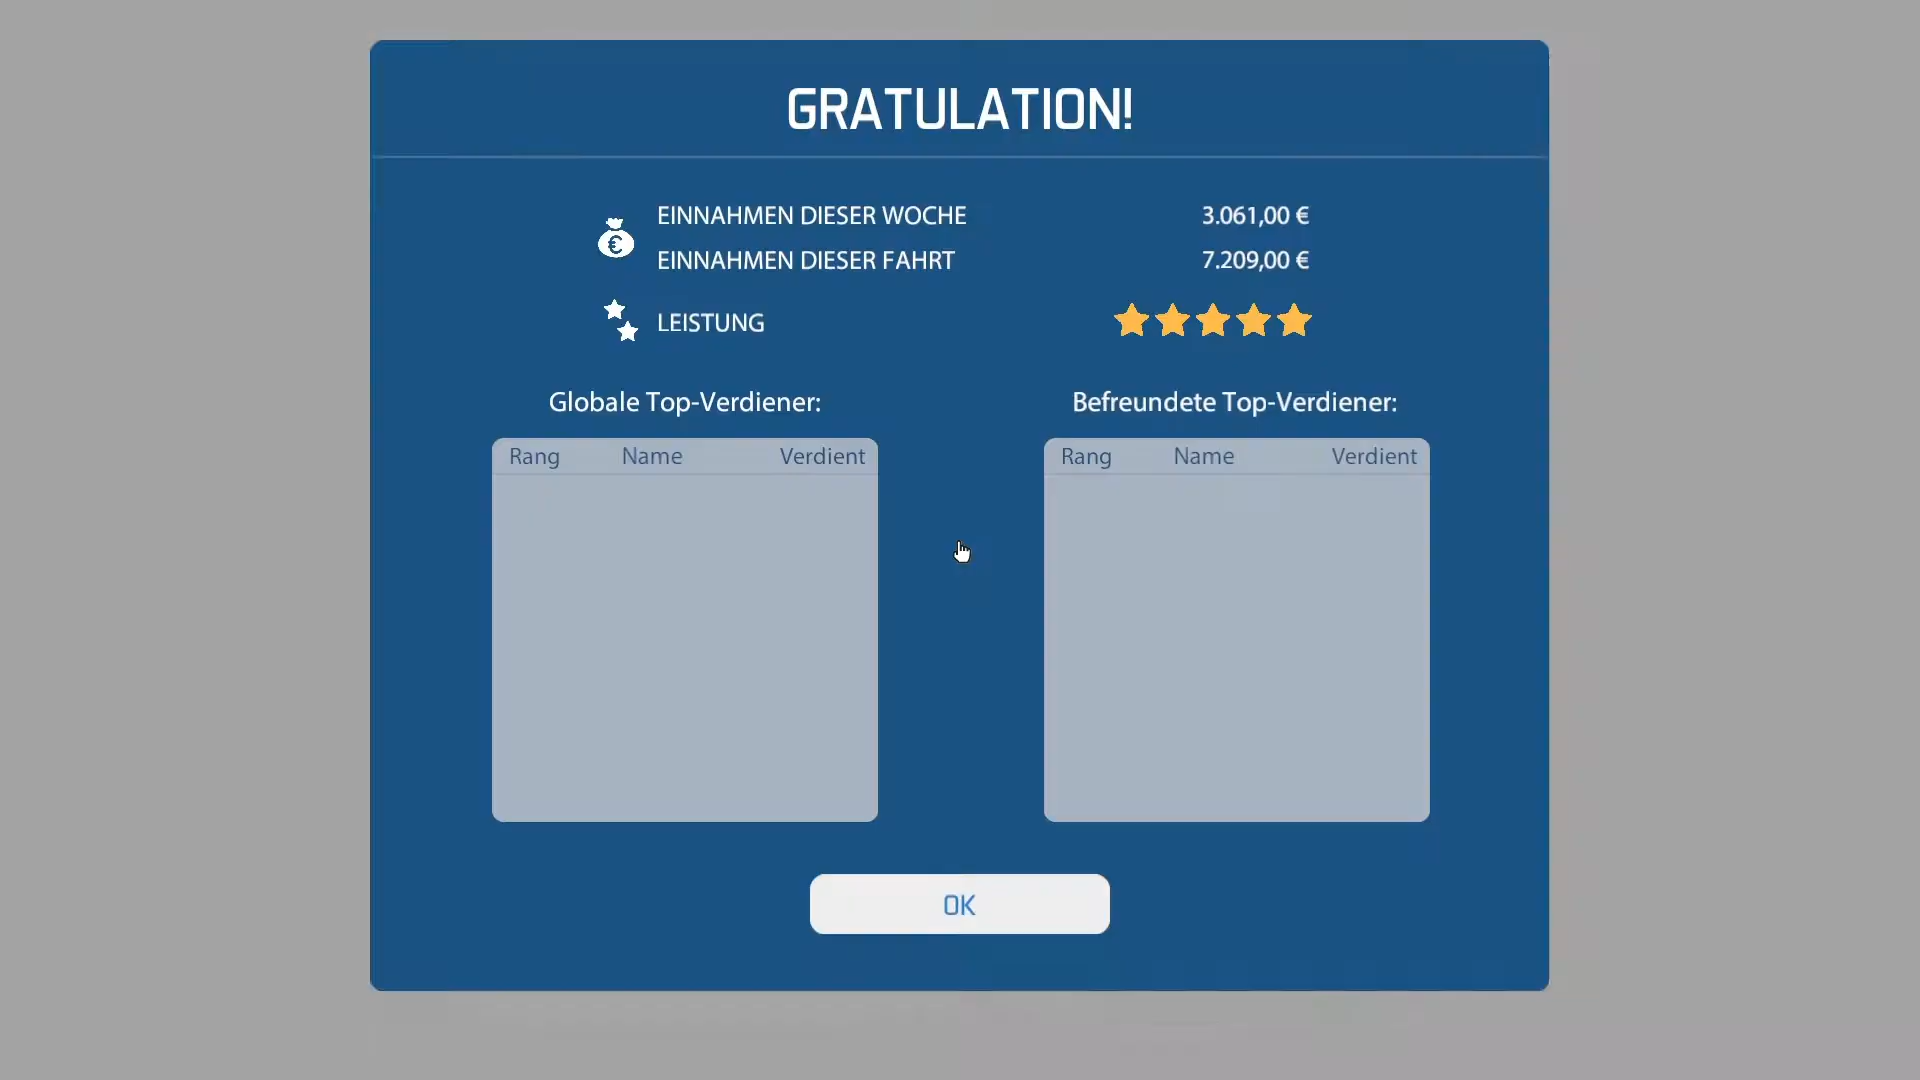 GRATULATION!
EINNAHMEN DIESER WOCHE 3.061,00 €
EINNAHMEN DIESER FAHRT 7.209,00 €
LEISTUNG
Globale Top-Verdiener:
Rang Name Verdient
Befreundete Top-Verdiener:
Rang Name Verdient
OK